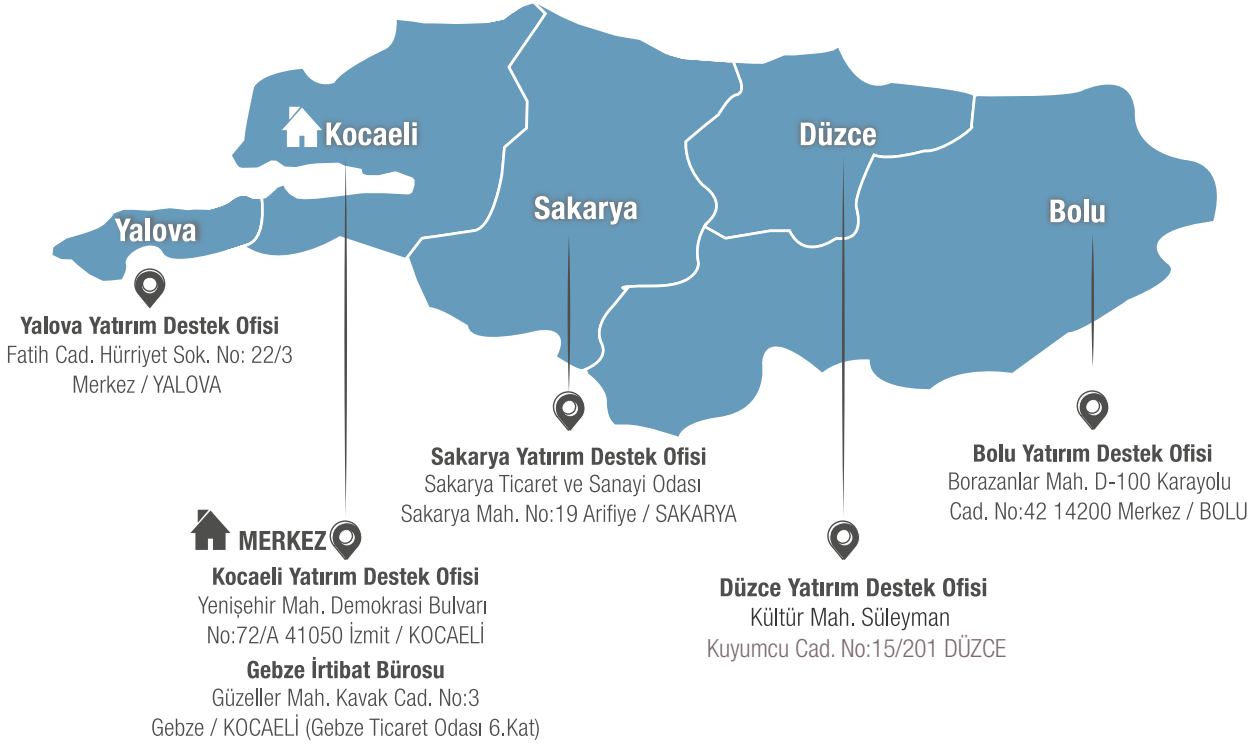 Kocaeli
Düzce
Sakarya
Bolu
Yalova
Yalova Yatırım Destek Ofisi
Fatih Cad. Hürriyet Sok. No: 22/3
Merkez / YALOVA
Sakarya Yatırım Destek Ofisi
Sakarya Ticaret ve Sanayi Odası
Sakarya Mah. No:19 Arifiye / SAKARYA
Bolu Yatırım Destek Ofisi
Borazanlar Mah. D-100 Karayolu
Cad. No:42 14200 Merkez / BOLU
MERKEZ
Kocaeli Yatırım Destek Ofisi
Yenişehir Mah. Demokrasi Bulvarı
No:72/A 41050 İzmit / KOCAELİ
Gebze İrtibat Bürosu
Güzeller Mah. Kavak Cad. No:3
Gebze / KOCAELİ (Gebze Ticaret Odası 6.Kat)
Düzce Yatırım Destek Ofisi
Kültür Mah. Süleyman
Kuyumcu Cad. No:15/201 DÜZCE